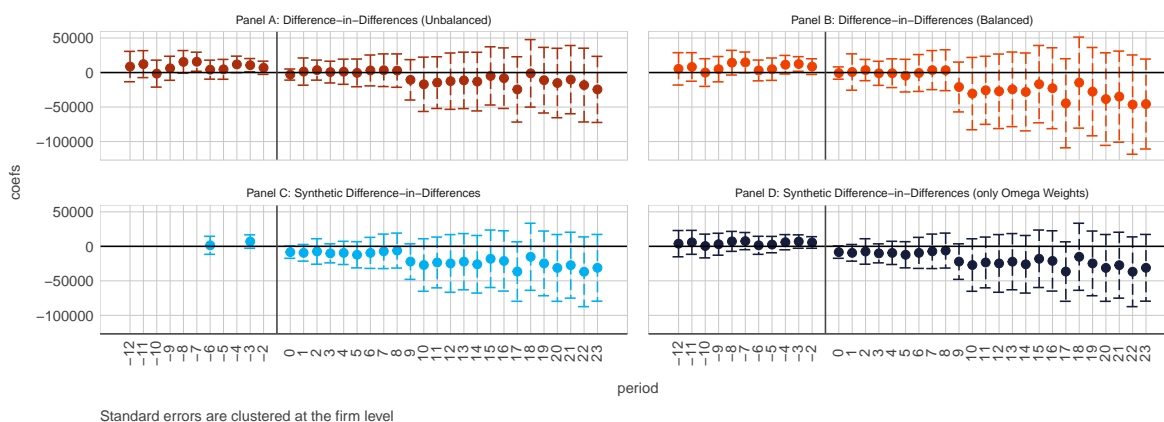 Panel A: Difference−in−Differences (Unbalanced)
Panel B: Difference−in−Differences (Balanced)
50000
0
−50000
−100000
coefs
Panel C: Synthetic Difference−in−Differences
Panel D: Synthetic Difference−in−Differences (only Omega Weights)
50000
0
−50000
−100000
−12 −11 −10 −9 −8 −7 −6 −5 −4 −3 −2 0 1 2 3 4 5 6 7 8 9 10 11 12 13 14 15 16 17 18 19 20 21 22 23
−12 −11 −10 −9 −8 −7 −6 −5 −4 −3 −2 0 1 2 3 4 5 6 7 8 9 10 11 12 13 14 15 16 17 18 19 20 21 22 23
period
Standard errors are clustered at the firm level